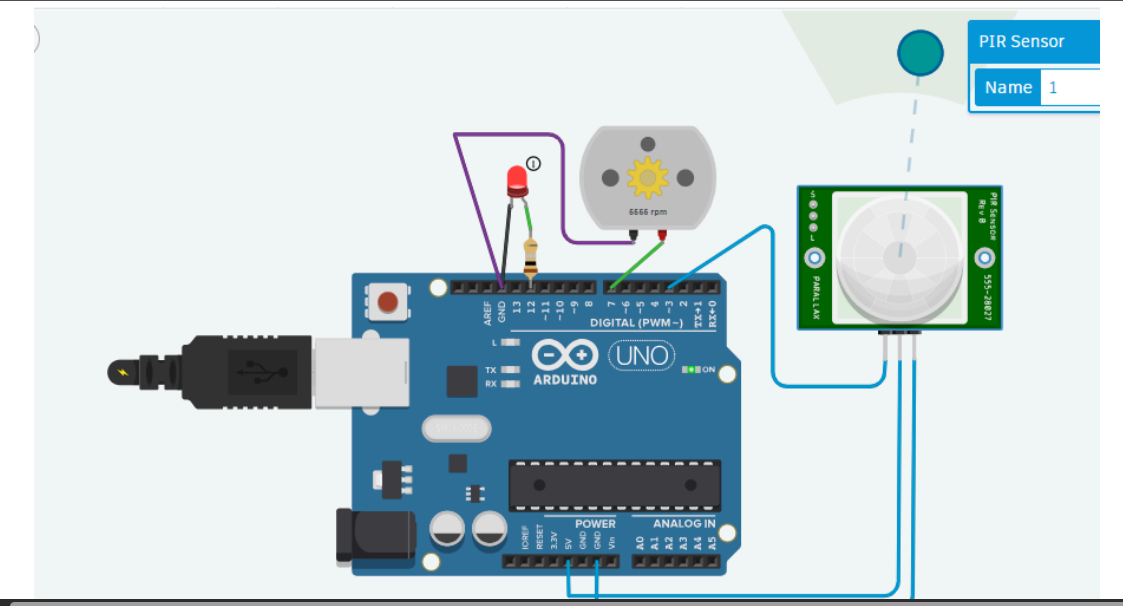 PIR Sensor
Name 1
6666 rpm
S
L
PIR SENSOR
REV B
555-28027
PARALLAX
AREF
GND
13
12
~11
~10
~9
8
7
~6
~5
4
~3
2
TX→1
RX←0
DIGITAL (PWM~)
L
TX
RX
UNO
ARDUINO
ON
POWER
ANALOG IN
IOREF
RESET
3.3V
5V
GND
GND
Vin
A0
A1
A2
A3
A4
A5